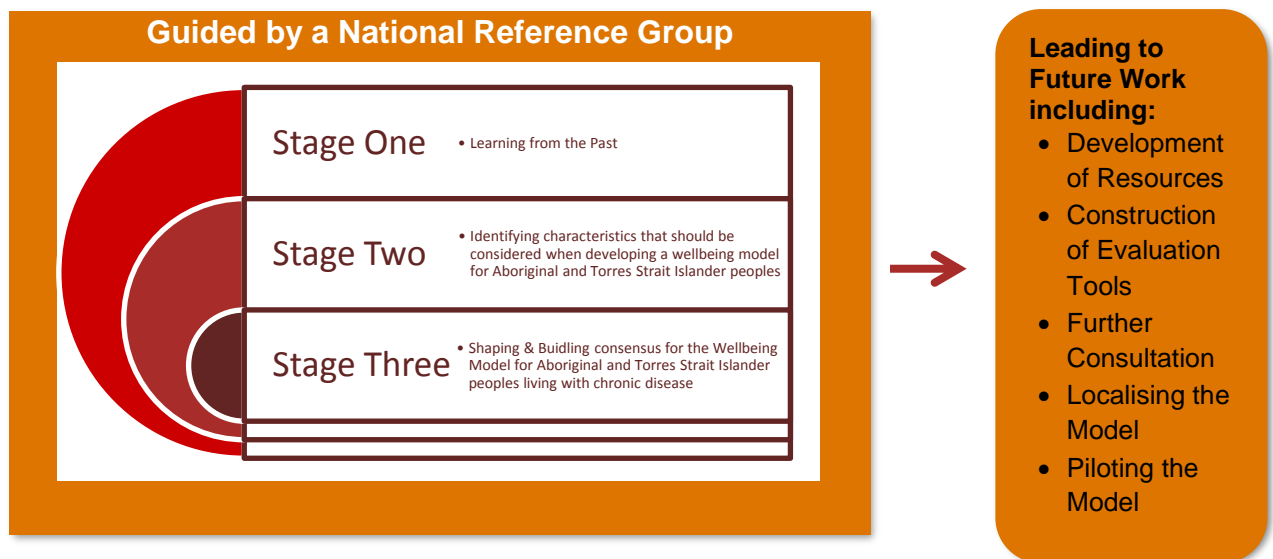 Guided by a National Reference Group
Stage One
• Learning from the Past
Stage Two
• Identifying characteristics that should be
considered when developing a wellbeing model
for Aboriginal and Torres Strait Islander peoples
Stage Three
• Shaping & Buidling consensus for the Wellbeing
Model for Aboriginal and Torres Strait Islander
peoples living with chronic disease
Leading to
Future Work
including:
• Development
of Resources
• Construction
of Evaluation
Tools
• Further
Consultation
• Localising the
Model
• Piloting the
Model